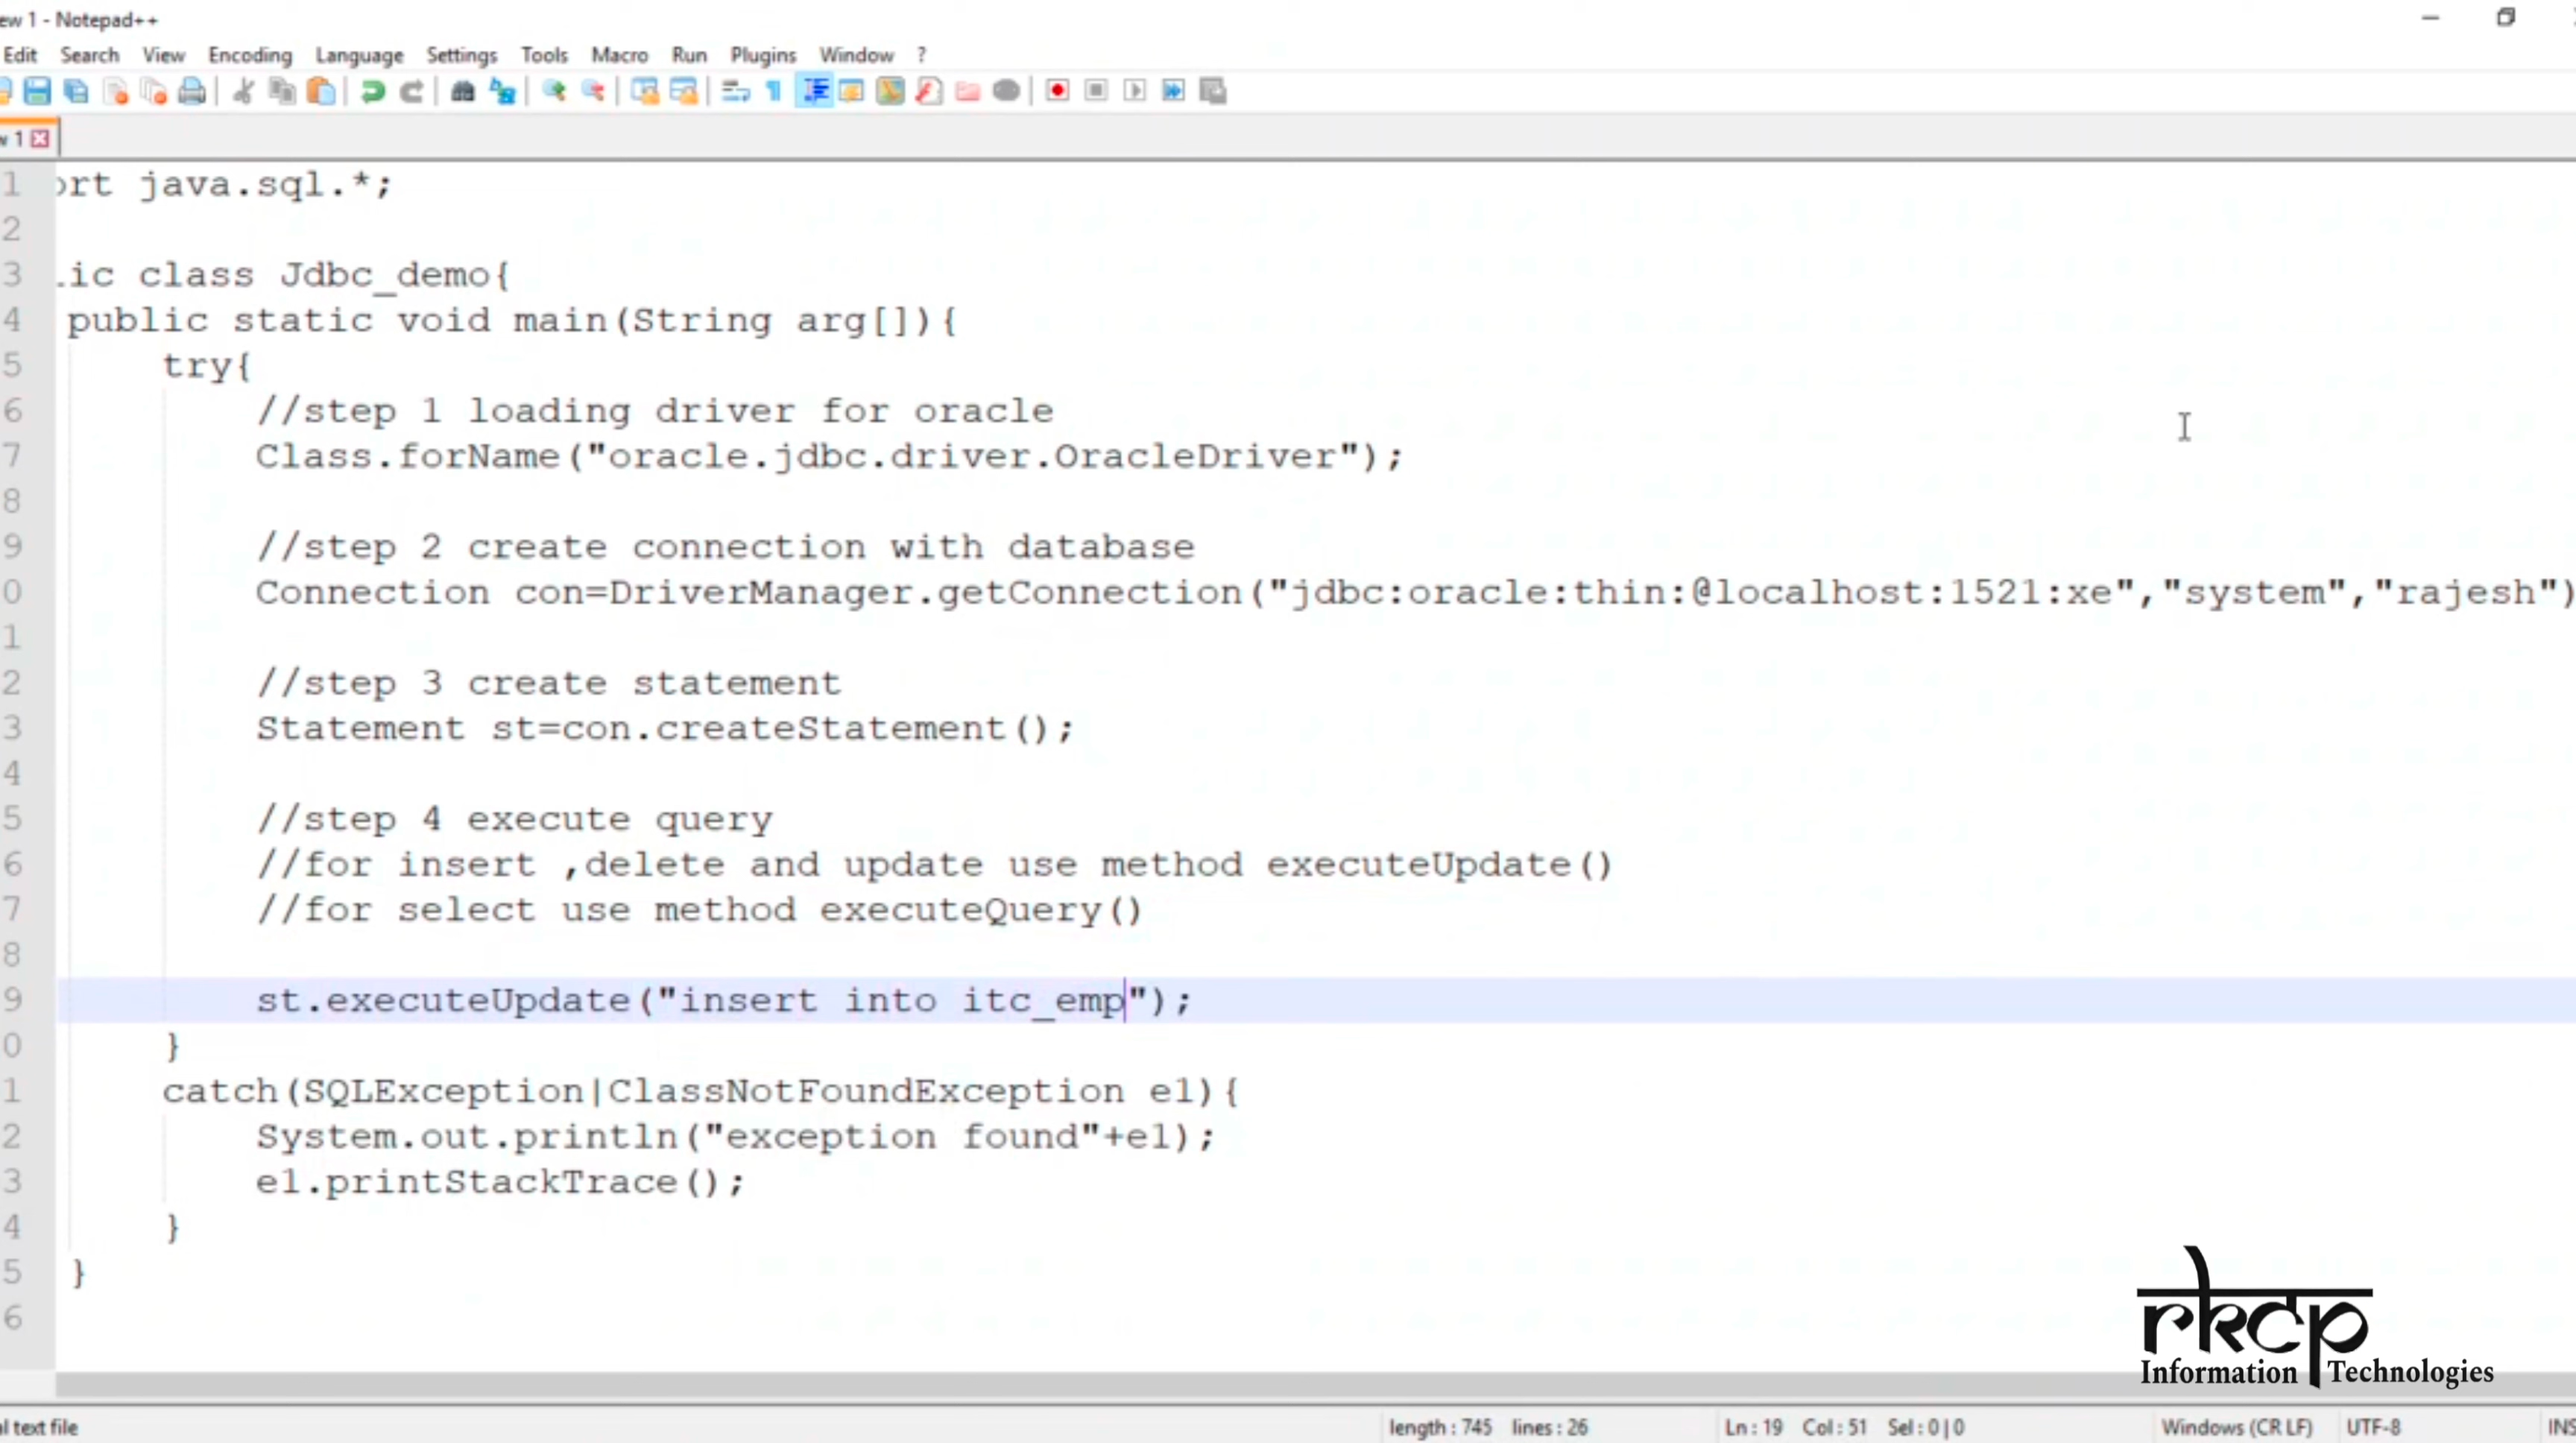 ew 1 - Notepad++
Edit Search View Encoding Language Settings Tools Macro Run Plugins Window ?
w 1
1 ort java.sql.*;
2
3 lic class Jdbc_demo{
4 public static void main(String arg[]){
5 try{
6 //step 1 loading driver for oracle
7 Class.forName("oracle.jdbc.driver.OracleDriver");
8
9 //step 2 create connection with database
0 Connection con=DriverManager.getConnection("jdbc:oracle:thin:@localhost:1521:xe","system","rajesh")
1
2 //step 3 create statement
3 Statement st=con.createStatement();
4
5 //step 4 execute query
6 //for insert ,delete and update use method executeUpdate()
7 //for select use method executeQuery()
8
9 st.executeUpdate("insert into itc_emp");
0 }
1 catch(SQLException|ClassNotFoundException e1){
2 System.out.println("exception found"+e1);
3 e1.printStackTrace();
4 }
5 }
6
rkcp
Information Technologies
l text file length : 745 lines : 26 Ln : 19 Col : 51 Sel : 0 | 0 Windows (CR LF) UTF-8 INS